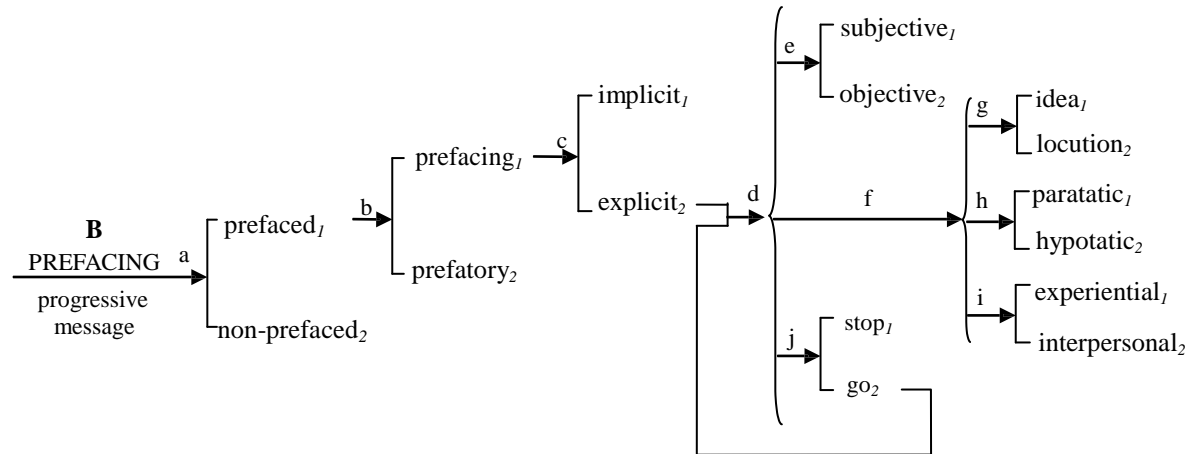 subjective1
e
objective2
implicit1
g
idea1
locution2
c
prefacing1
d
f
explicit2
h
paratatic1
hypotatic2
b
B
PREFACING
a
prefaced1
prefatory2
progressive
message
non-prefaced2
i
experiential1
interpersonal2
stop1
j
go2